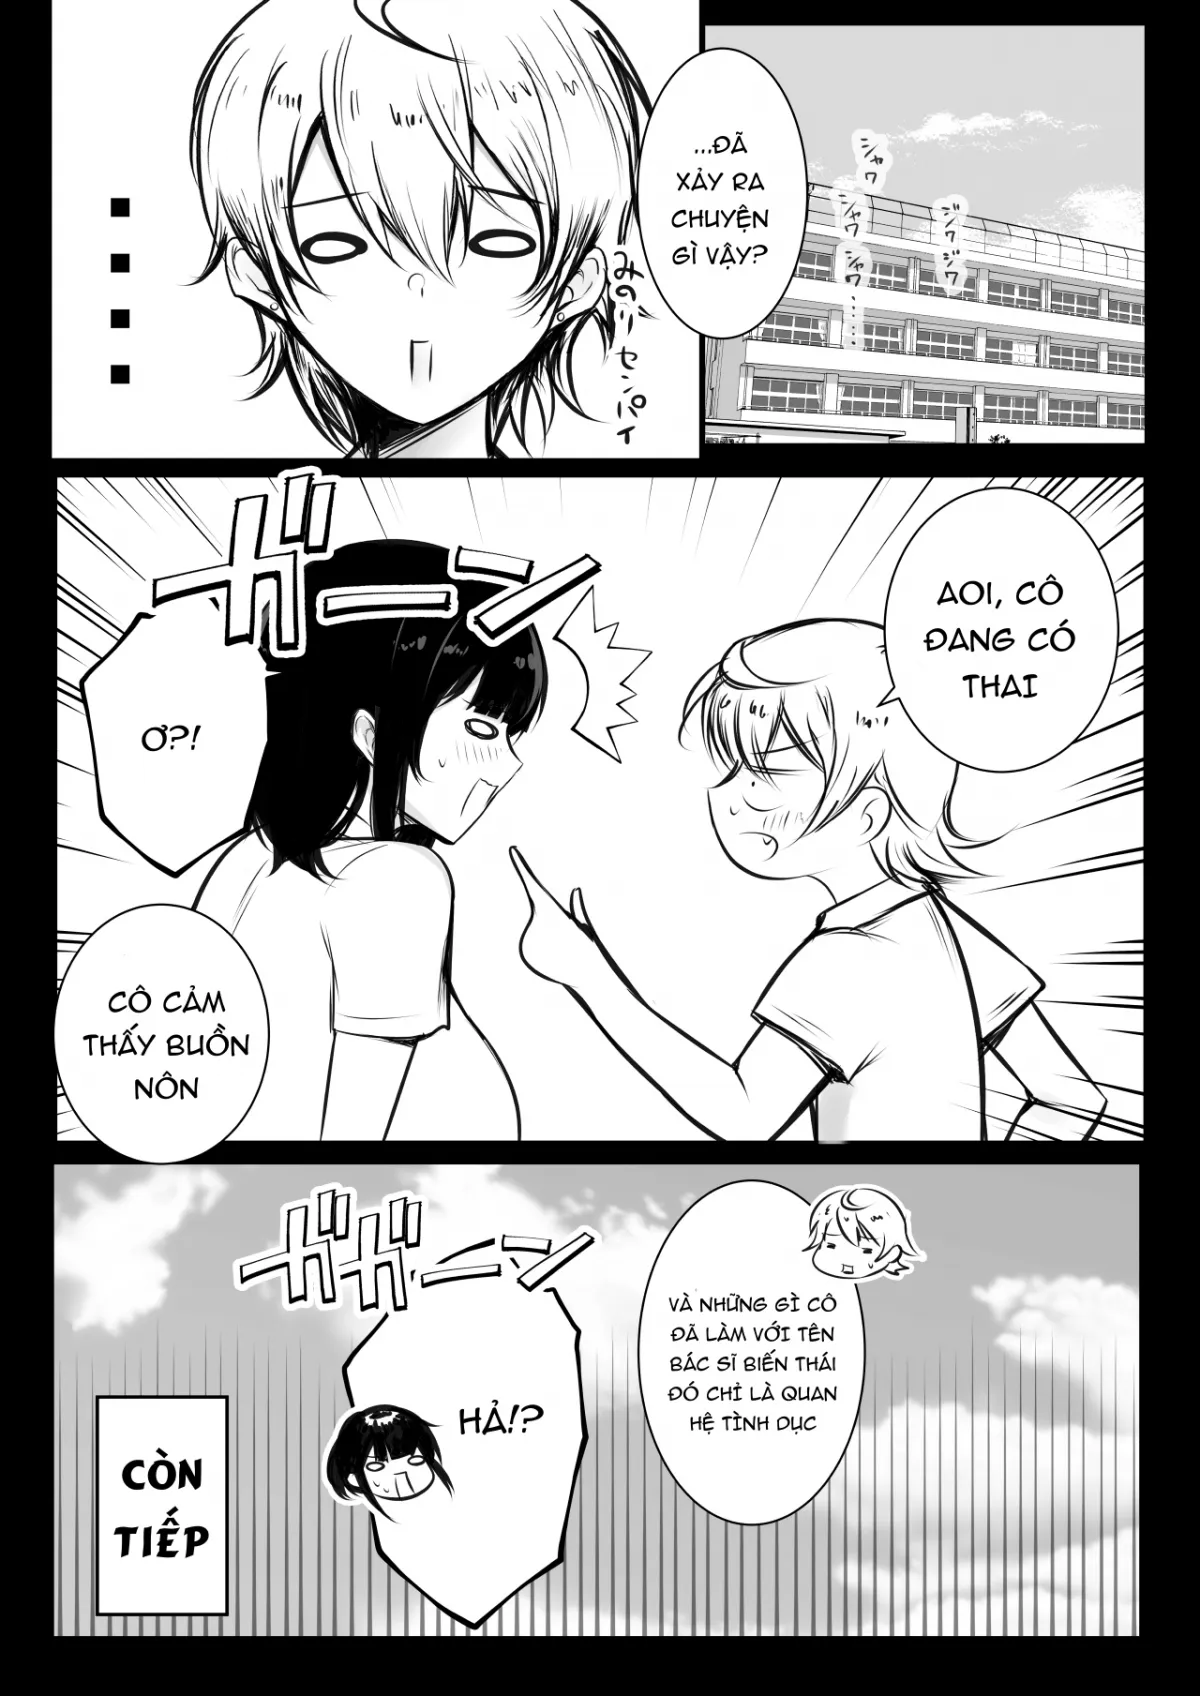 ...ĐÃ
XẢY RA
CHUYỆN
GÌ VẬY?
シャワ
シャワ
シャワ……
ジワ
ジワ
みのりセンパイ
AOI, CÔ
ĐANG CÓ
THAI
ガーン
Ơ?!
CÔ CẢM
THẤY BUỒN
NÔN
VÀ NHỮNG GÌ CÔ
ĐÃ LÀM VỚI TÊN
BÁC SĨ BIẾN THÁI
ĐÓ CHỈ LÀ QUAN
HỆ TÌNH DỤC
ガガーン
HẢ!?
CÒN
TIẾP